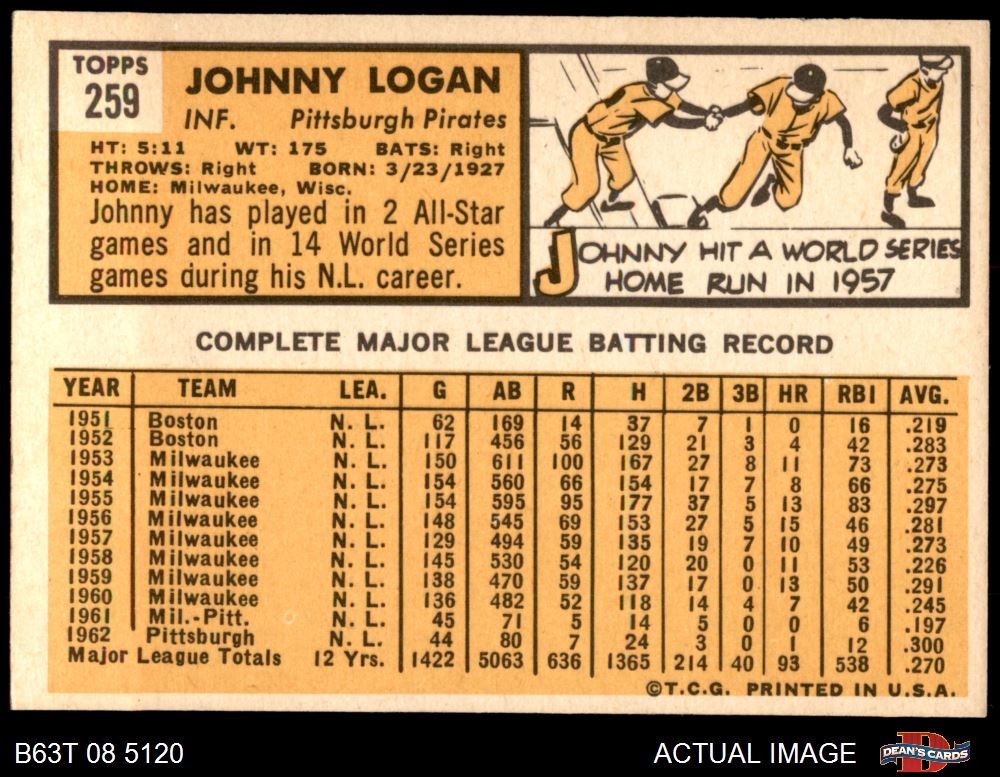 TOPPS
259
JOHNNY LOGAN
INF. Pittsburgh Pirates
HT: 5:11 WT: 175 BATS: Right
THROWS: Right BORN: 3/23/1927
HOME: Milwaukee, Wisc.
Johnny has played in 2 All-Star
games and in 14 World Series
games during his N.L. career.
JOHNNY HIT A WORLD SERIES
HOME RUN IN 1957
COMPLETE MAJOR LEAGUE BATTING RECORD
YEAR TEAM LEA. G AB R H 2B 3B HR RBI AVG.
1951 Boston N. L. 62 169 14 37 7 1 0 16 .219
1952 Boston N. L. 117 456 56 129 21 3 4 42 .283
1953 Milwaukee N. L. 150 611 100 167 27 8 11 73 .273
1954 Milwaukee N. L. 154 560 66 154 17 7 8 66 .275
1955 Milwaukee N. L. 154 595 95 177 37 5 13 83 .297
1956 Milwaukee N. L. 148 545 69 153 27 5 15 46 .281
1957 Milwaukee N. L. 129 494 59 135 19 7 10 49 .273
1958 Milwaukee N. L. 145 530 54 120 20 0 11 53 .226
1959 Milwaukee N. L. 138 470 59 137 17 0 13 50 .291
1960 Milwaukee N. L. 136 482 52 118 14 4 7 42 .245
1961 Mil.-Pitt. N. L. 45 71 5 14 5 0 0 6 .197
1962 Pittsburgh N. L. 44 80 7 24 3 0 1 12 .300
Major League Totals 12 Yrs. 1422 5063 636 1365 214 40 93 538 .270
©T.C.G. PRINTED IN U.S.A.
B63T 08 5120 ACTUAL IMAGE DEAN'S CARDS